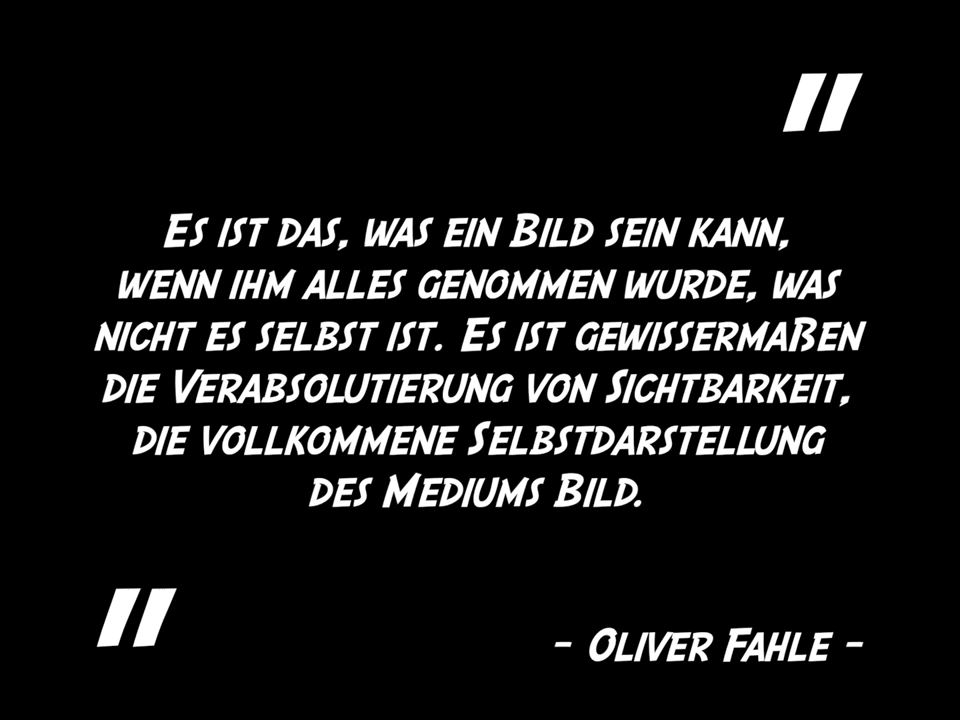 "
Es ist das, was ein Bild sein kann,
wenn ihm alles genommen wurde, was
nicht es selbst ist. Es ist gewissermaßen
die Verabsolutierung von Sichtbarkeit,
die vollkommene Selbstdarstellung
des Mediums Bild.
"
- Oliver Fahle -